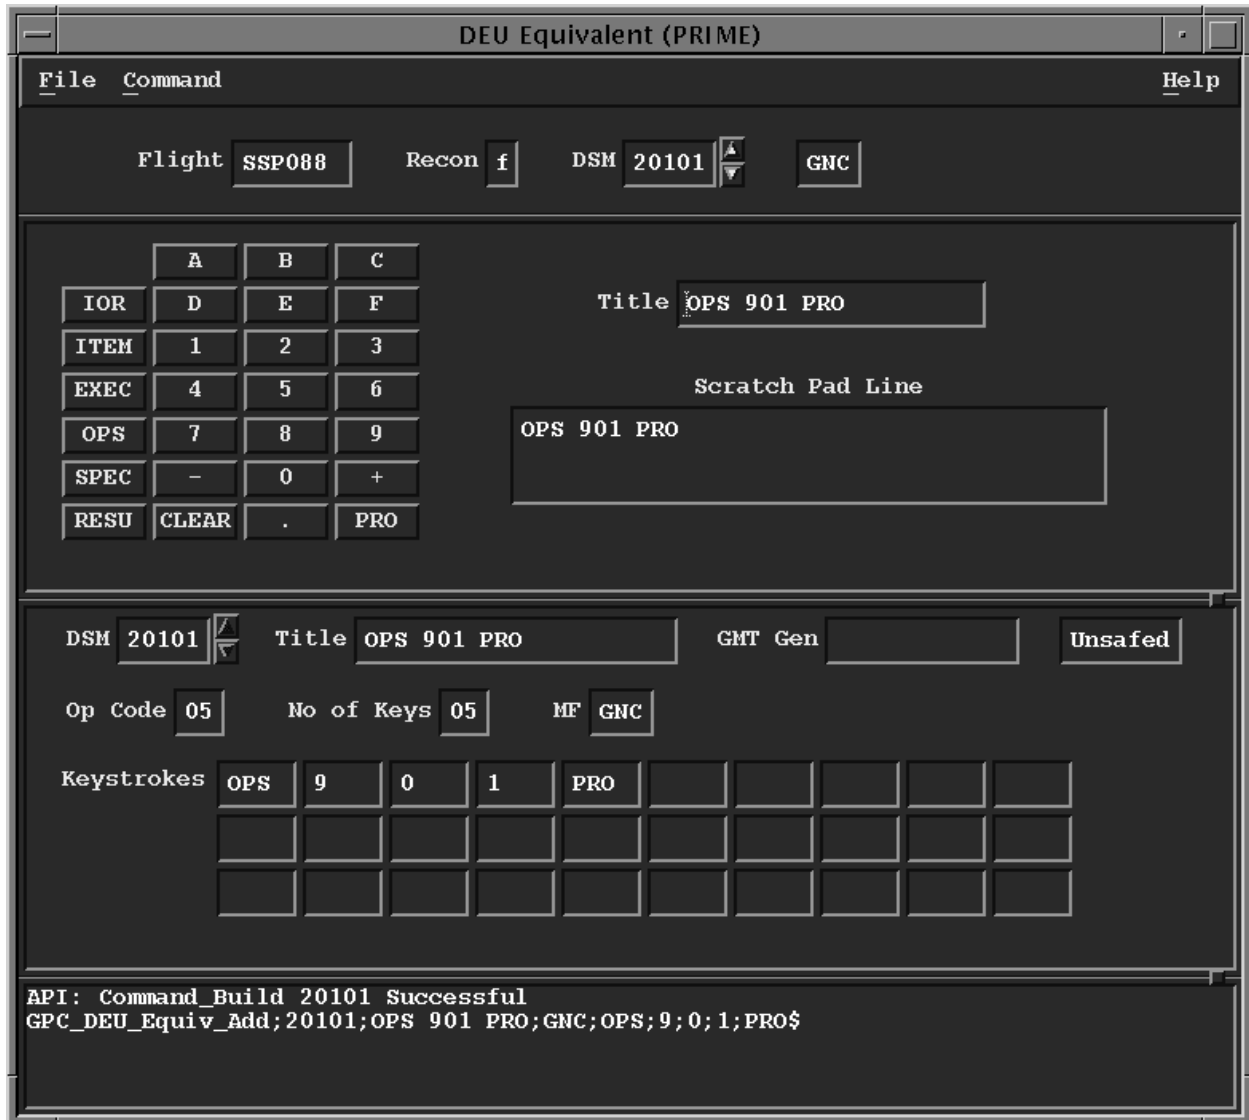 DEU Equivalent (PRIME)
File Command Help
Flight SSP088 Recon f DSM 20101 GNC
A B C
IOR D E F
ITEM 1 2 3
EXEC 4 5 6
OPS 7 8 9
SPEC - 0 +
RESU CLEAR . PRO
Title OPS 901 PRO
Scratch Pad Line
OPS 901 PRO
DSM 20101 Title OPS 901 PRO GMT Gen Unsafed
Op Code 05 No of Keys 05 MF GNC
Keystrokes OPS 9 0 1 PRO
API: Command_Build 20101 Successful
GPC_DEU_Equiv_Add;20101;OPS 901 PRO;GNC;OPS;9;0;1;PRO$